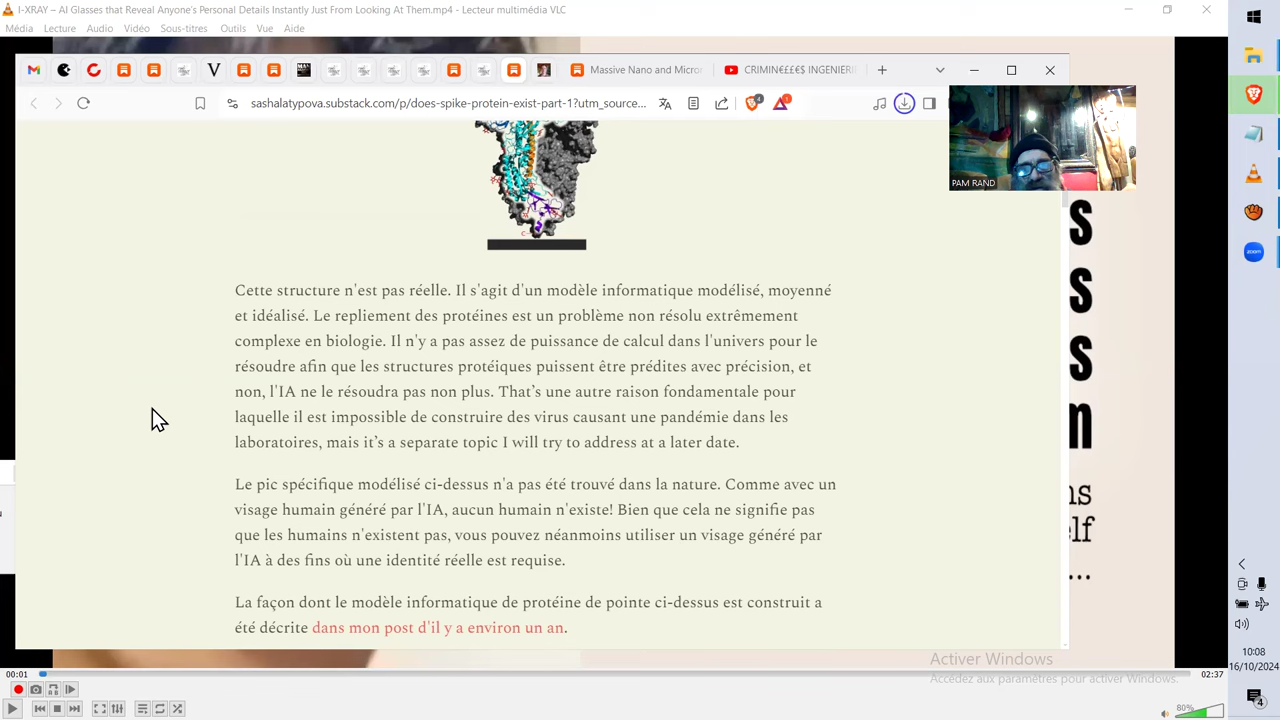 I-XRAY – AI Glasses that Reveal Anyone's Personal Details Instantly Just From Looking At Them.mp4 - Lecteur multimédia VLC
Média Lecture Audio Vidéo Sous-titres Outils Vue Aide
Massive Nano and Micror
CRIMIN€££€$ INGENIERI
sashalatypova.substack.com/p/does-spike-protein-exist-part-1?utm_source...
4
1
PAM RAND
C
Cette structure n'est pas réelle. Il s'agit d'un modèle informatique modélisé, moyenné
et idéalisé. Le repliement des protéines est un problème non résolu extrêmement
complexe en biologie. Il n'y a pas assez de puissance de calcul dans l'univers pour le
résoudre afin que les structures protéiques puissent être prédites avec précision, et
non, l'IA ne le résoudra pas non plus. That's une autre raison fondamentale pour
laquelle il est impossible de construire des virus causant une pandémie dans les
laboratoires, mais it's a separate topic I will try to address at a later date.
Le pic spécifique modélisé ci-dessus n'a pas été trouvé dans la nature. Comme avec un
visage humain généré par l'IA, aucun humain n'existe! Bien que cela ne signifie pas
que les humains n'existent pas, vous pouvez néanmoins utiliser un visage généré par
l'IA à des fins où une identité réelle est requise.
La façon dont le modèle informatique de protéine de pointe ci-dessus est construit a
été décrite dans mon post d'il y a environ un an.
s
s
s
m
ns
elf
...
Activer Windows
Accédez aux paramètres pour activer Windows.
00:01
02:37
80%
zoom
10:08
16/10/2024
4